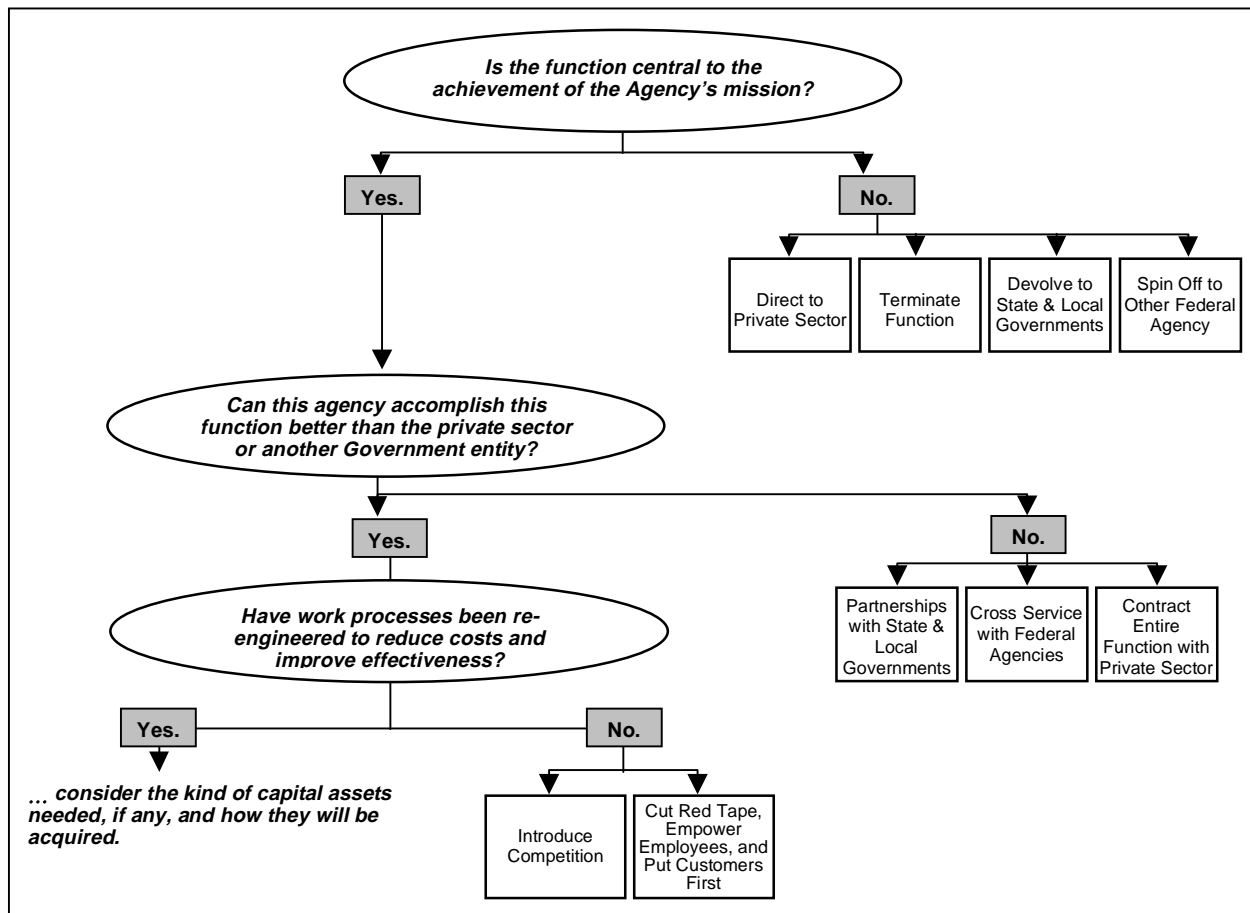 Is the function central to the
achievement of the Agency's mission?
Yes.
No.
Direct to
Private Sector
Terminate
Function
Devolve to
State & Local
Governments
Spin Off to
Other Federal
Agency
Can this agency accomplish this
function better than the private sector
or another Government entity?
Yes.
No.
Partnerships
with State &
Local
Governments
Cross Service
with Federal
Agencies
Contract
Entire
Function with
Private Sector
Have work processes been re-
engineered to reduce costs and
improve effectiveness?
Yes.
No.
… consider the kind of capital assets
needed, if any, and how they will be
acquired.
Introduce
Competition
Cut Red Tape,
Empower
Employees, and
Put Customers
First